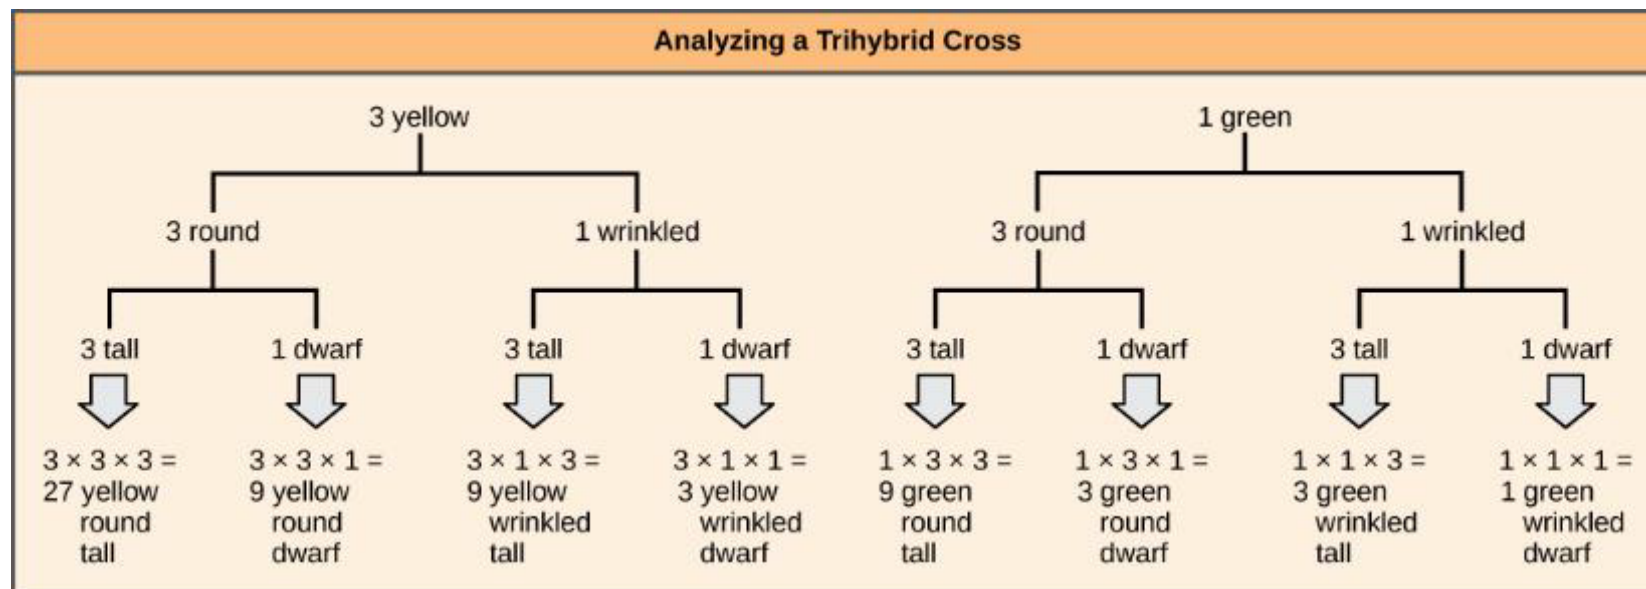 Analyzing a Trihybrid Cross
3 yellow
1 green
3 round
1 wrinkled
3 round
1 wrinkled
3 tall
1 dwarf
3 tall
1 dwarf
3 tall
1 dwarf
3 tall
1 dwarf
3 × 3 × 3 =
27 yellow
round
tall
3 × 3 × 1 =
9 yellow
round
dwarf
3 × 1 × 3 =
9 yellow
wrinkled
tall
3 × 1 × 1 =
3 yellow
wrinkled
dwarf
1 × 3 × 3 =
9 green
round
tall
1 × 3 × 1 =
3 green
round
dwarf
1 × 1 × 3 =
3 green
wrinkled
tall
1 × 1 × 1 =
1 green
wrinkled
dwarf